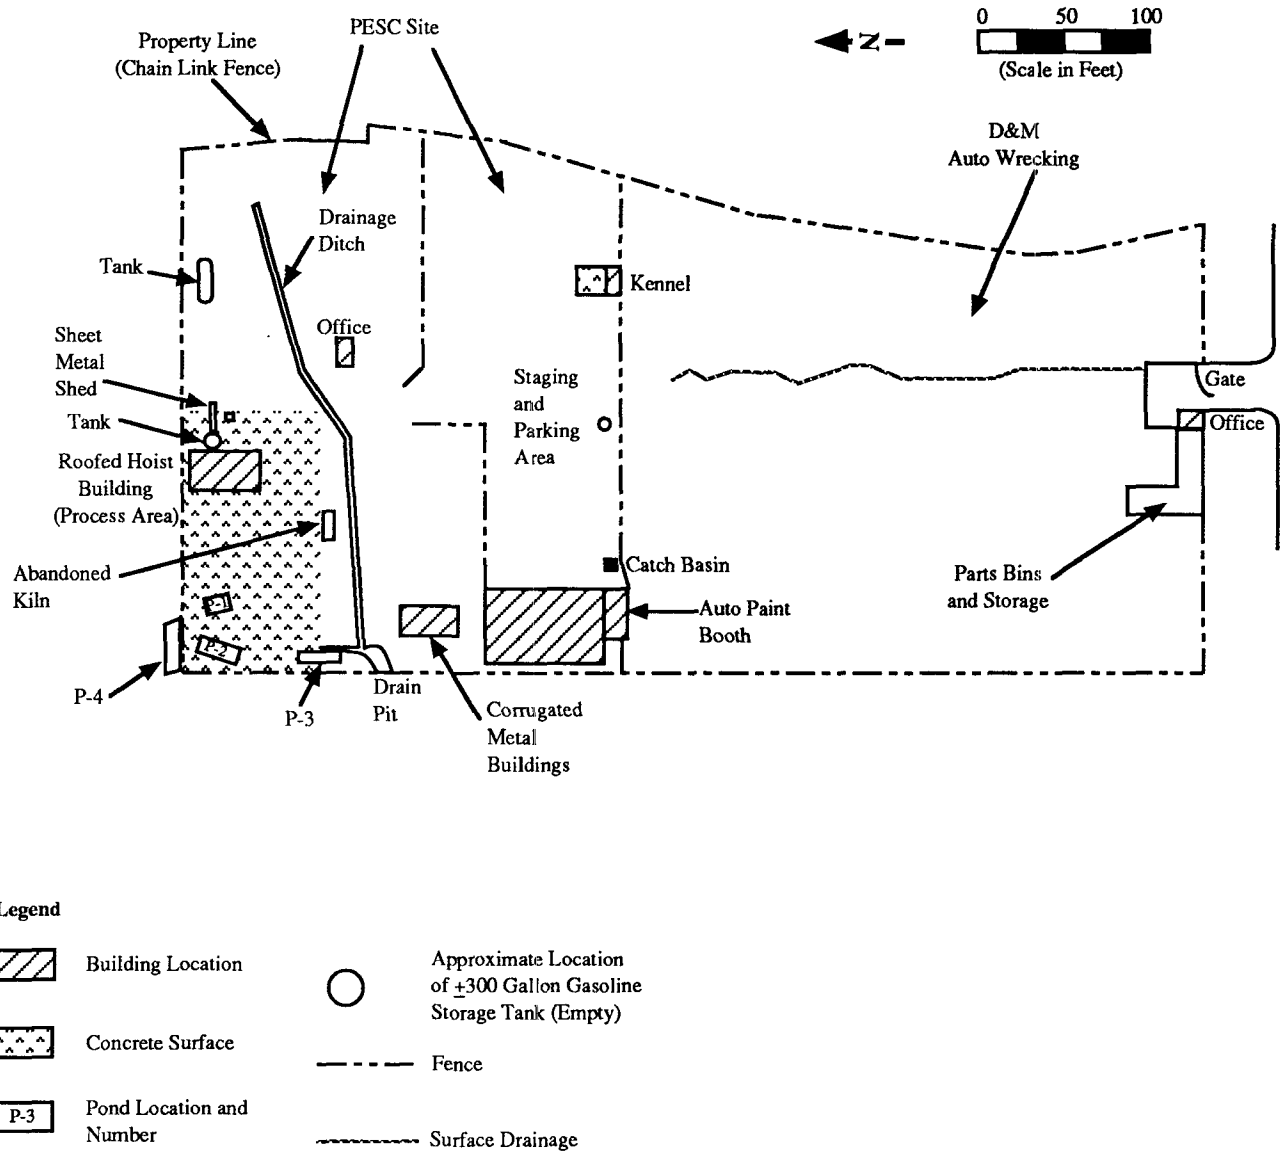 PESC Site
0 50 100
(Scale in Feet)
N
Property Line
(Chain Link Fence)
D&M
Auto Wrecking
Drainage
Ditch
Tank
Kennel
Office
Sheet
Metal
Shed
Staging
and
Parking
Area
Gate
Tank
Office
Roofed Hoist
Building
(Process Area)
Abandoned
Kiln
Catch Basin
Parts Bins
and Storage
P-1
Auto Paint
Booth
P-2
P-4
P-3
Drain
Pit
Corrugated
Metal
Buildings
Legend
Building Location
Approximate Location
of ±300 Gallon Gasoline
Storage Tank (Empty)
Concrete Surface
Fence
P-3
Pond Location and
Number
Surface Drainage